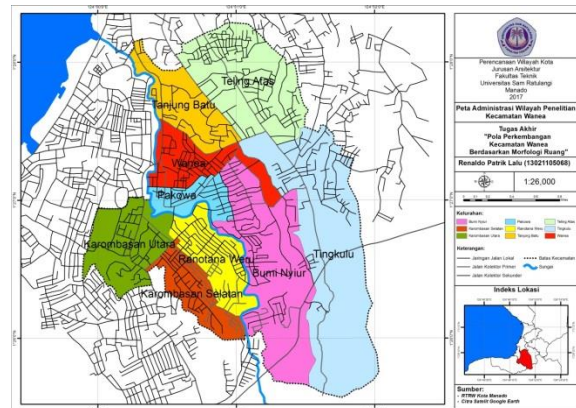 Teling Atas
Tanjung Batu
Wanea
Pakowa
Karombasan Utara
Ranotana Weru
Bumi Nyiur
Tingkulu
Karombasan Selatan
Perencanaan Wilayah Kota
Jurusan Arsitektur
Fakultas Teknik
Universitas Sam Ratulangi
Manado
2017
Peta Administrasi Wilayah Penelitian
Kecamatan Wanea
Tugas Akhir
"Pola Perkembangan
Kecamatan Wanea
Berdasarkan Morfologi Ruang"
Renaldo Patrik Lalu (13021105068)
1:26,000
Kelurahan:
Bumi Nyiur
Pakowa
Teling Atas
Karombasan Selatan
Ranotana Weru
Tingkulu
Karombasan Utara
Tanjung Batu
Wanea
Keterangan:
Jaringan Jalan Lokal
Batas Kecamatan
Jalan Kolektor Primer
Sungai
Jalan Kolektor Sekunder
Indeks Lokasi
Sumber:
- RTRW Kota Manado
- Citra Satelit Google Earth